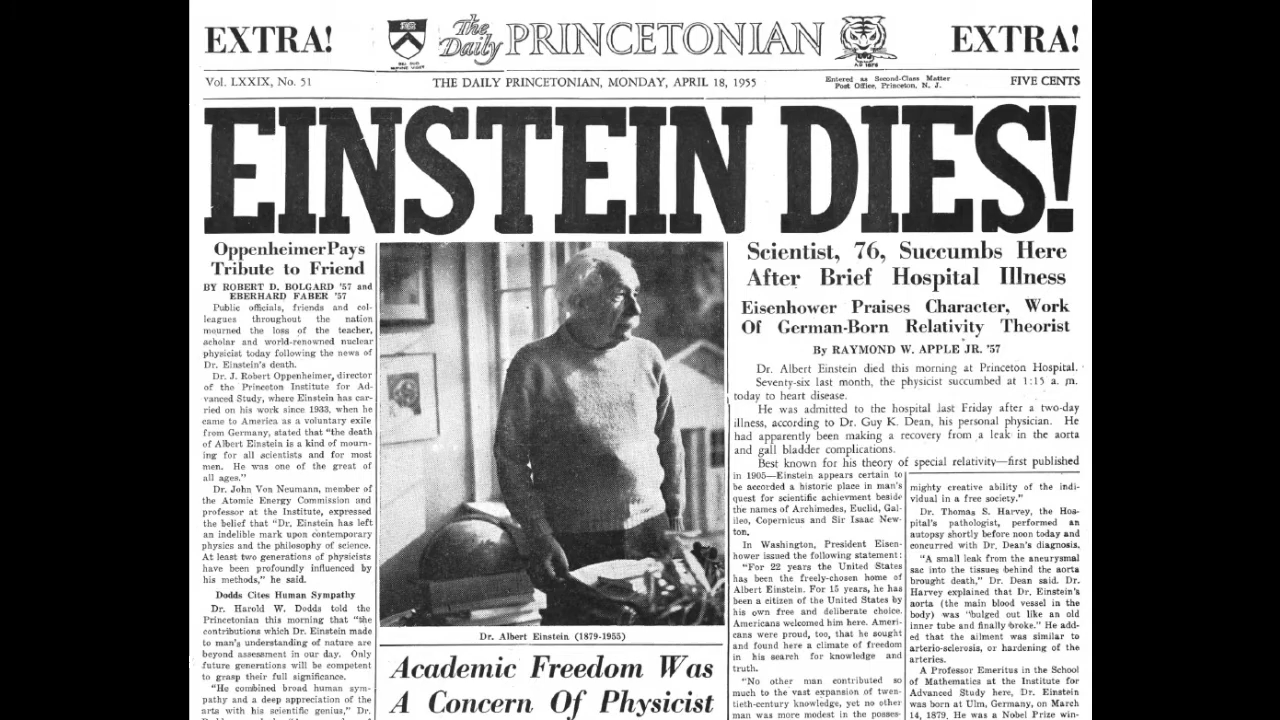 EXTRA!
The Daily PRINCETONIAN
EXTRA!
Vol. LXXIX, No. 51
THE DAILY PRINCETONIAN, MONDAY, APRIL 18, 1955
Entered as Second-Class Matter
Post Office, Princeton, N. J.
FIVE CENTS
EINSTEIN DIES!
Oppenheimer Pays
Tribute to Friend
BY ROBERT D. BOLGARD '57 and
EBERHARD FABER '57
Public officials, friends and col-
leagues throughout the nation
mourned the loss of the teacher,
scholar and world-renowned nuclear
physicist today following the news of
Dr. Einstein's death.
Dr. J. Robert Oppenheimer, director
of the Princeton Institute for Ad-
vanced Study, where Einstein has car-
ried on his work since 1933, when he
came to America as a voluntary exile
from Germany, stated that "the death
of Albert Einstein is a kind of mourn-
ing for all scientists and for most
men. He was one of the great of
all ages."
Dr. John Von Neumann, member of
the Atomic Energy Commission and
professor at the Institute, expressed
the belief that "Dr. Einstein has left
an indelible mark upon contemporary
physics and the philosophy of science.
At least two generations of physicists
have been profoundly influenced by
his methods," he said.
Dodds Cites Human Sympathy
Dr. Harold W. Dodds told the
Princetonian this morning that "the
contributions which Dr. Einstein made
to man's understanding of nature are
beyond assessment in our day. Only
future generations will be competent
to grasp their full significance.
"He combined broad human sym-
pathy and a deep appreciation of the
arts with his scientific genius," Dr.
Dr. Albert Einstein (1879-1955)
Academic Freedom Was
A Concern Of Physicist
Scientist, 76, Succumbs Here
After Brief Hospital Illness
Eisenhower Praises Character, Work
Of German-Born Relativity Theorist
By RAYMOND W. APPLE JR. '57
Dr. Albert Einstein died this morning at Princeton Hospital.
Seventy-six last month, the physicist succumbed at 1:15 a. m.
today to heart disease.
He was admitted to the hospital last Friday after a two-day
illness, according to Dr. Guy K. Dean, his personal physician. He
had apparently been making a recovery from a leak in the aorta
and gall bladder complications.
Best known for his theory of special relativity—first published
in 1905—Einstein appears certain to
be accorded a historic place in man's
quest for scientific achievment beside
the names of Archimedes, Euclid, Gal-
ileo, Copernicus and Sir Isaac New-
ton.
In Washington, President Eisen-
hower issued the following statement:
"For 22 years the United States
has been the freely-chosen home of
Albert Einstein. For 15 years, he has
been a citizen of the United States by
his own free and deliberate choice.
Americans welcomed him here. Ameri-
cans were proud, too, that he sought
and found here a climate of freedom
in his search for knowledge and
truth.
"No other man contributed so
much to the vast expansion of twen-
tieth-century knowledge, yet no other
man was more modest in the posses-
mighty creative ability of the indi-
vidual in a free society."
Dr. Thomas S. Harvey, the Hos-
pital's pathologist, performed an
autopsy shortly before noon today and
concurred with Dr. Dean's diagnosis.
"A small leak from the aneurysmal
sac into the tissues behind the aorta
brought death," Dr. Dean said. Dr.
Harvey explained that Dr. Einstein's
aorta (the main blood vessel in the
body) was "bulged out like an old
inner tube and finally broke." He add-
ed that the ailment was similar to
arterio-sclerosis, or hardening of the
arteries.
A Professor Emeritus in the School
of Mathematics at the Institute for
Advanced Study here, Dr. Einstein
was born at Ulm, Germany, on March
14, 1879. He was a Nobel Prize win-